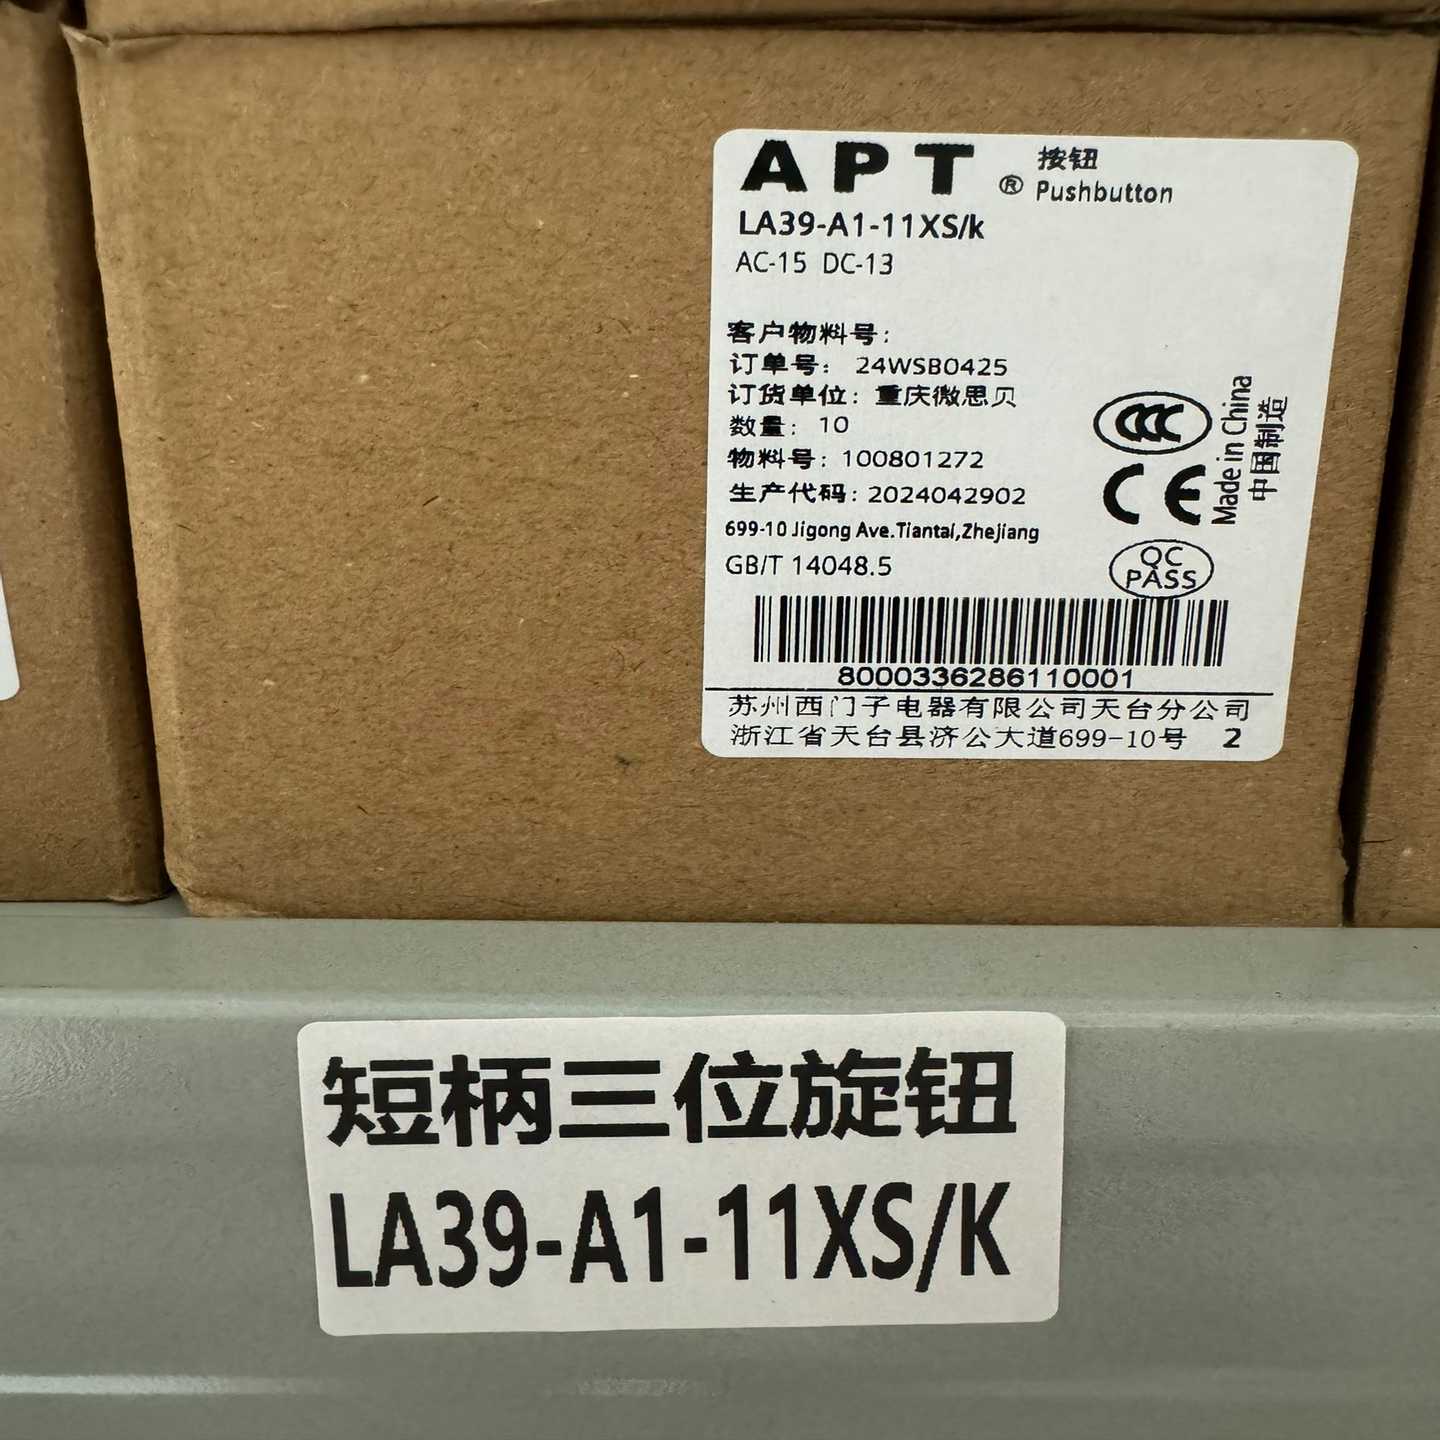 APT ® 按钮
Pushbutton
LA39-A1-11XS/k
AC-15 DC-13
客户物料号:
订单号: 24WSB0425
订货单位: 重庆微思贝
数量: 10
物料号: 100801272
生产代码: 2024042902
699-10 Jigong Ave.Tiantai,Zhejiang
GB/T 14048.5
CCC
CE
Made in China
中国制造
QC
PASS
8000336286110001
苏州西门子电器有限公司天台分公司
浙江省天台县济公大道699-10号 2
短柄三位旋钮
LA39-A1-11XS/K